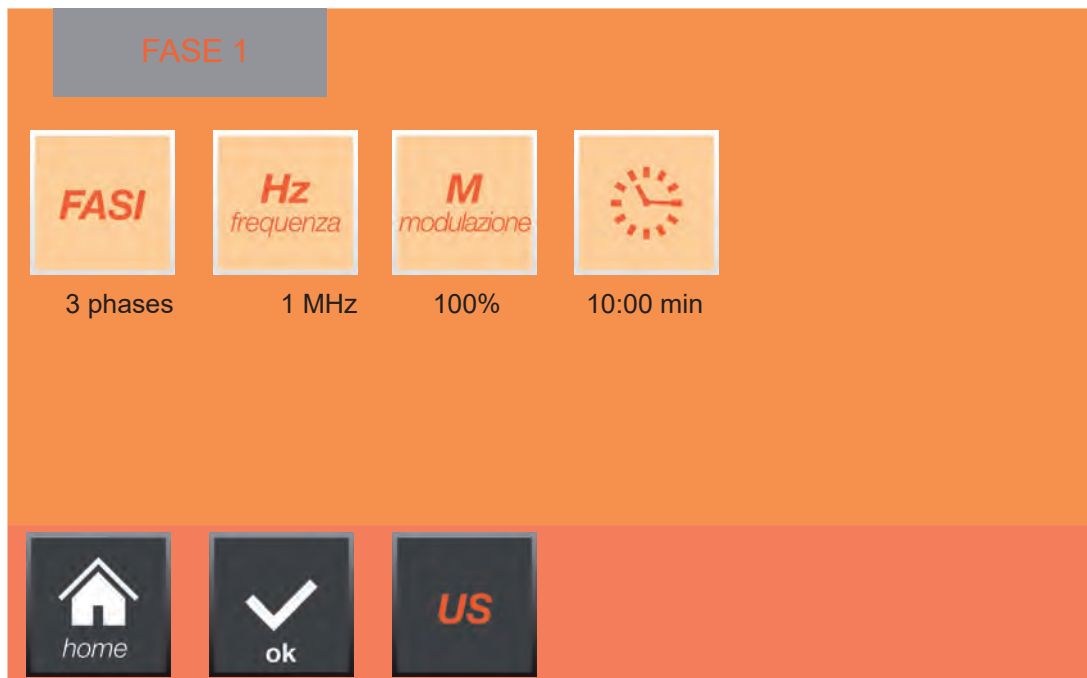 FASE 1
FASI
Hz
frequenza
M
modulazione
3 phases
1 MHz
100%
10:00 min
home
ok
US